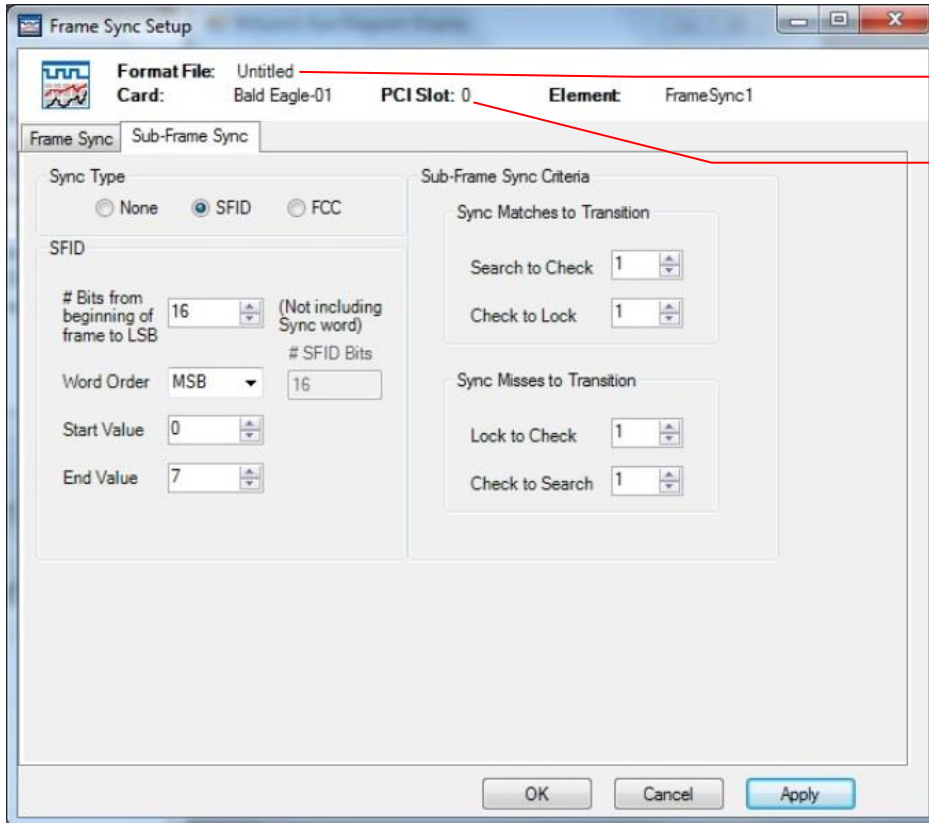 Frame Sync Setup
Format File: Untitled
Card: Bald Eagle-01 PCI Slot: 0 Element: FrameSync1
Frame Sync Sub-Frame Sync
Sync Type
None SFID FCC
SFID
# Bits from
beginning of
frame to LSB
16
(Not including
Sync word)
# SFID Bits
Word Order MSB 16
Start Value 0
End Value 7
Sub-Frame Sync Criteria
Sync Matches to Transition
Search to Check 1
Check to Lock 1
Sync Misses to Transition
Lock to Check 1
Check to Search 1
OK Cancel Apply